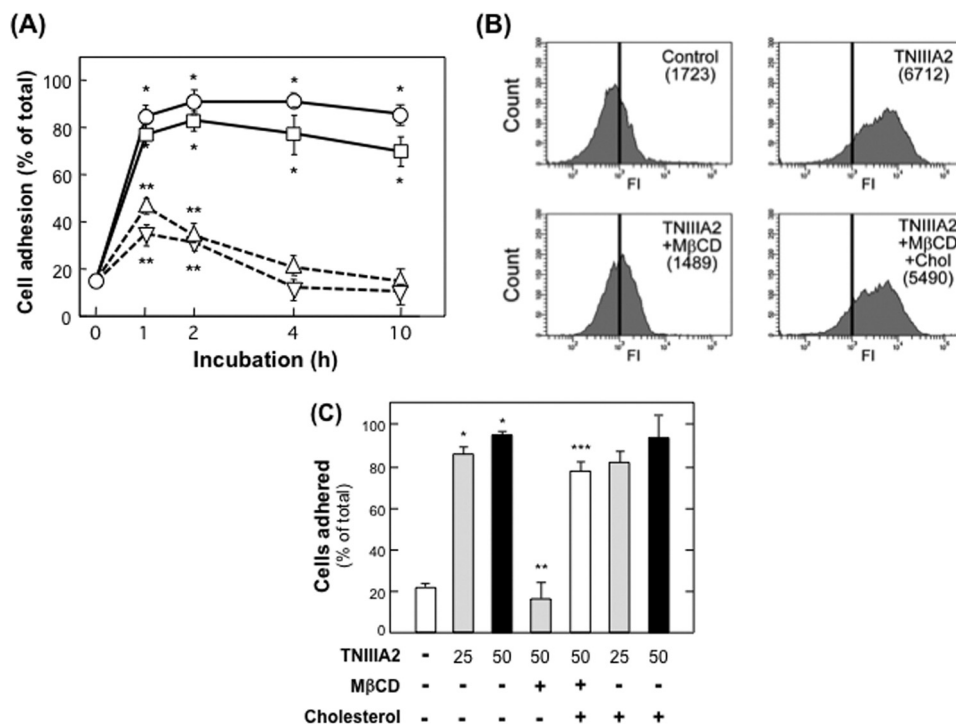 (A)
Cell adhesion (% of total)
100
80
60
40
20
0
*
*
*
*
*
*
*
*
**
**
**
**
0
1
2
4
10
Incubation (h)
(B)
Count
Control
(1723)
FI
TNIIIA2
(6712)
FI
Count
TNIIIA2
+MβCD
(1489)
FI
TNIIIA2
+MβCD
+Chol
(5490)
FI
(C)
Cells adhered
(% of total)
100
80
60
40
20
0
*
*
**
***
TNIIIA2 - 25 50 50 50 25 50
MβCD - - - + + - -
Cholesterol - - - - + + +